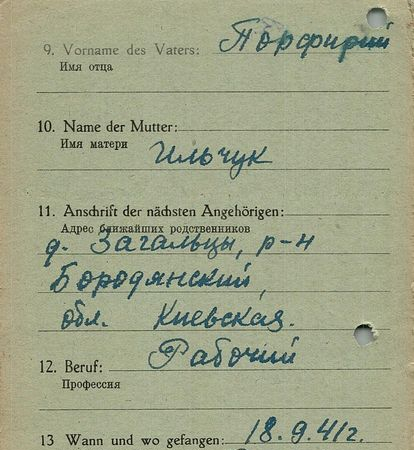 9. Vorname des Vaters: Порфирий
Имя отца
10. Name der Mutter:
Имя матери Ильчук
11. Anschrift der nächsten Angehörigen:
Адрес ближайших родственников
д. Загальцы, р-н
Бородянский,
обл. Киевская.
12. Beruf: Рабочий
Профессия
13 Wann und wo gefangen: 18.9.41г.